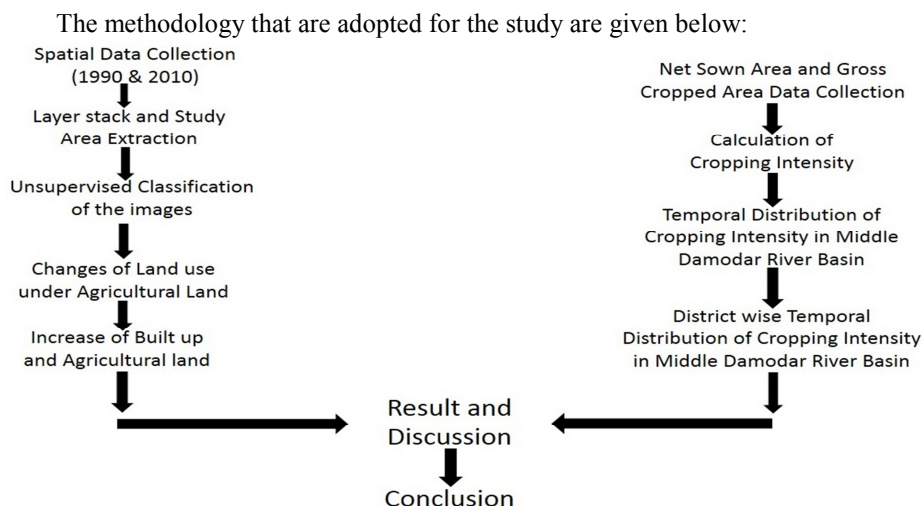 The methodology that are adopted for the study are given below:
Spatial Data Collection
(1990 & 2010)
Layer stack and Study
Area Extraction
Unsupervised Classification
of the images
Changes of Land use
under Agricultural Land
Increase of Built up
and Agricultural land
Net Sown Area and Gross
Cropped Area Data Collection
Calculation of
Cropping Intensity
Temporal Distribution of
Cropping Intensity in Middle
Damodar River Basin
District wise Temporal
Distribution of Cropping Intensity
in Middle Damodar River Basin
Result and
Discussion
Conclusion